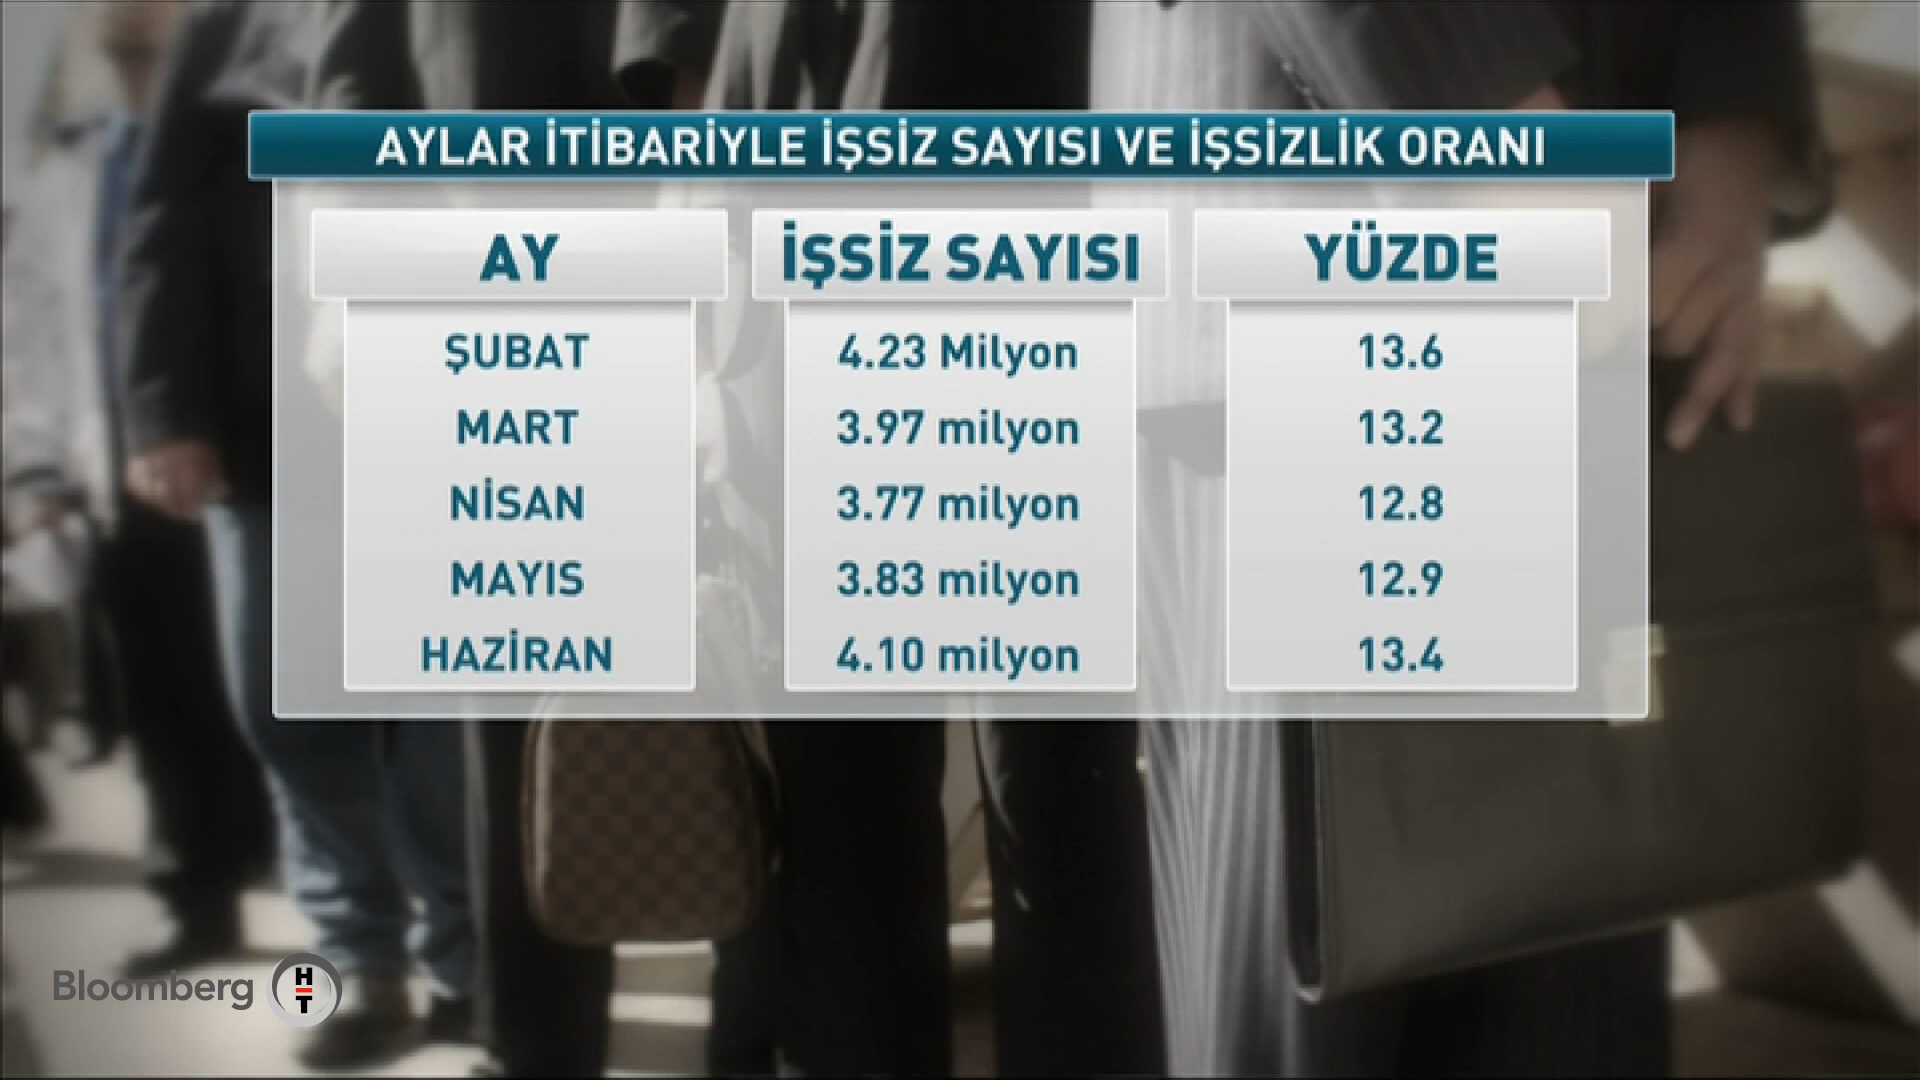 AYLAR İTİBARİYLE İŞSİZ SAYISI VE İŞSİZLİK ORANI
AY İŞSİZ SAYISI YÜZDE
ŞUBAT 4.23 Milyon 13.6
MART 3.97 milyon 13.2
NİSAN 3.77 milyon 12.8
MAYIS 3.83 milyon 12.9
HAZİRAN 4.10 milyon 13.4
Bloomberg HT